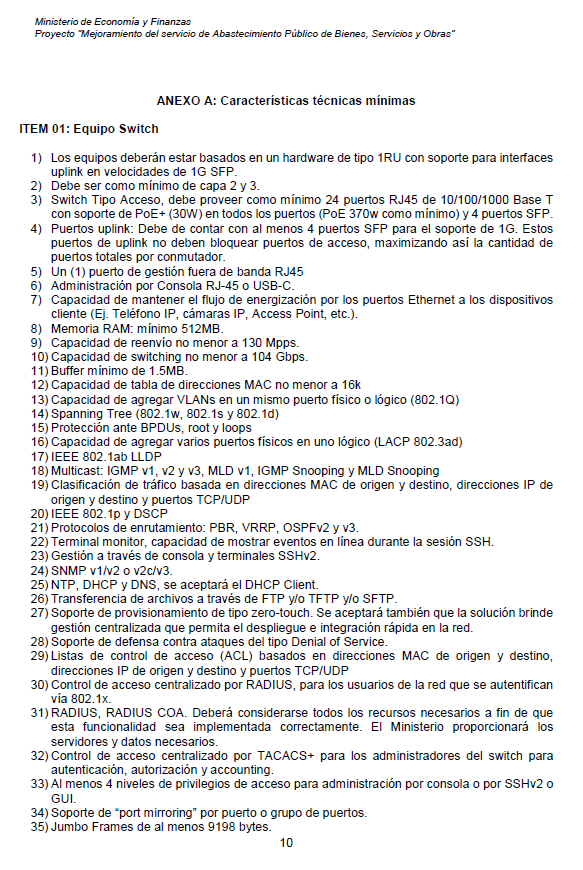 Ministerio de Economía y Finanzas
Proyecto "Mejoramiento del servicio de Abastecimiento Público de Bienes, Servicios y Obras"
ANEXO A: Características técnicas mínimas
ITEM 01: Equipo Switch
1) Los equipos deberán estar basados en un hardware de tipo 1RU con soporte para interfaces
uplink en velocidades de 1G SFP.
2) Debe ser como mínimo de capa 2 y 3.
3) Switch Tipo Acceso, debe proveer como mínimo 24 puertos RJ45 de 10/100/1000 Base T
con soporte de PoE+ (30W) en todos los puertos (PoE 370w como mínimo) y 4 puertos SFP.
4) Puertos uplink: Debe de contar con al menos 4 puertos SFP para el soporte de 1G. Estos
puertos de uplink no deben bloquear puertos de acceso, maximizando así la cantidad de
puertos totales por conmutador.
5) Un (1) puerto de gestión fuera de banda RJ45
6) Administración por Consola RJ-45 o USB-C.
7) Capacidad de mantener el flujo de energización por los puertos Ethernet a los dispositivos
cliente (Ej. Teléfono IP, cámaras IP, Access Point, etc.).
8) Memoria RAM: mínimo 512MB.
9) Capacidad de reenvío no menor a 130 Mpps.
10) Capacidad de switching no menor a 104 Gbps.
11) Buffer mínimo de 1.5MB.
12) Capacidad de tabla de direcciones MAC no menor a 16k
13) Capacidad de agregar VLANs en un mismo puerto físico o lógico (802.1Q)
14) Spanning Tree (802.1w, 802.1s y 802.1d)
15) Protección ante BPDUs, root y loops
16) Capacidad de agregar varios puertos físicos en uno lógico (LACP 802.3ad)
17) IEEE 802.1ab LLDP
18) Multicast: IGMP v1, v2 y v3, MLD v1, IGMP Snooping y MLD Snooping
19) Clasificación de tráfico basada en direcciones MAC de origen y destino, direcciones IP de
origen y destino y puertos TCP/UDP
20) IEEE 802.1p y DSCP
21) Protocolos de enrutamiento: PBR, VRRP, OSPFv2 y v3.
22) Terminal monitor, capacidad de mostrar eventos en línea durante la sesión SSH.
23) Gestión a través de consola y terminales SSHv2.
24) SNMP v1/v2 o v2c/v3.
25) NTP, DHCP y DNS, se aceptará el DHCP Client.
26) Transferencia de archivos a través de FTP y/o TFTP y/o SFTP.
27) Soporte de provisionamiento de tipo zero-touch. Se aceptará también que la solución brinde
gestión centralizada que permita el despliegue e integración rápida en la red.
28) Soporte de defensa contra ataques del tipo Denial of Service.
29) Listas de control de acceso (ACL) basados en direcciones MAC de origen y destino,
direcciones IP de origen y destino y puertos TCP/UDP
30) Control de acceso centralizado por RADIUS, para los usuarios de la red que se autentifican
vía 802.1x.
31) RADIUS, RADIUS COA. Deberá considerarse todos los recursos necesarios a fin de que
esta funcionalidad sea implementada correctamente. El Ministerio proporcionará los
servidores y datos necesarios.
32) Control de acceso centralizado por TACACS+ para los administradores del switch para
autenticación, autorización y accounting.
33) Al menos 4 niveles de privilegios de acceso para administración por consola o por SSHv2 o
GUI.
34) Soporte de “port mirroring” por puerto o grupo de puertos.
35) Jumbo Frames de al menos 9198 bytes.
10